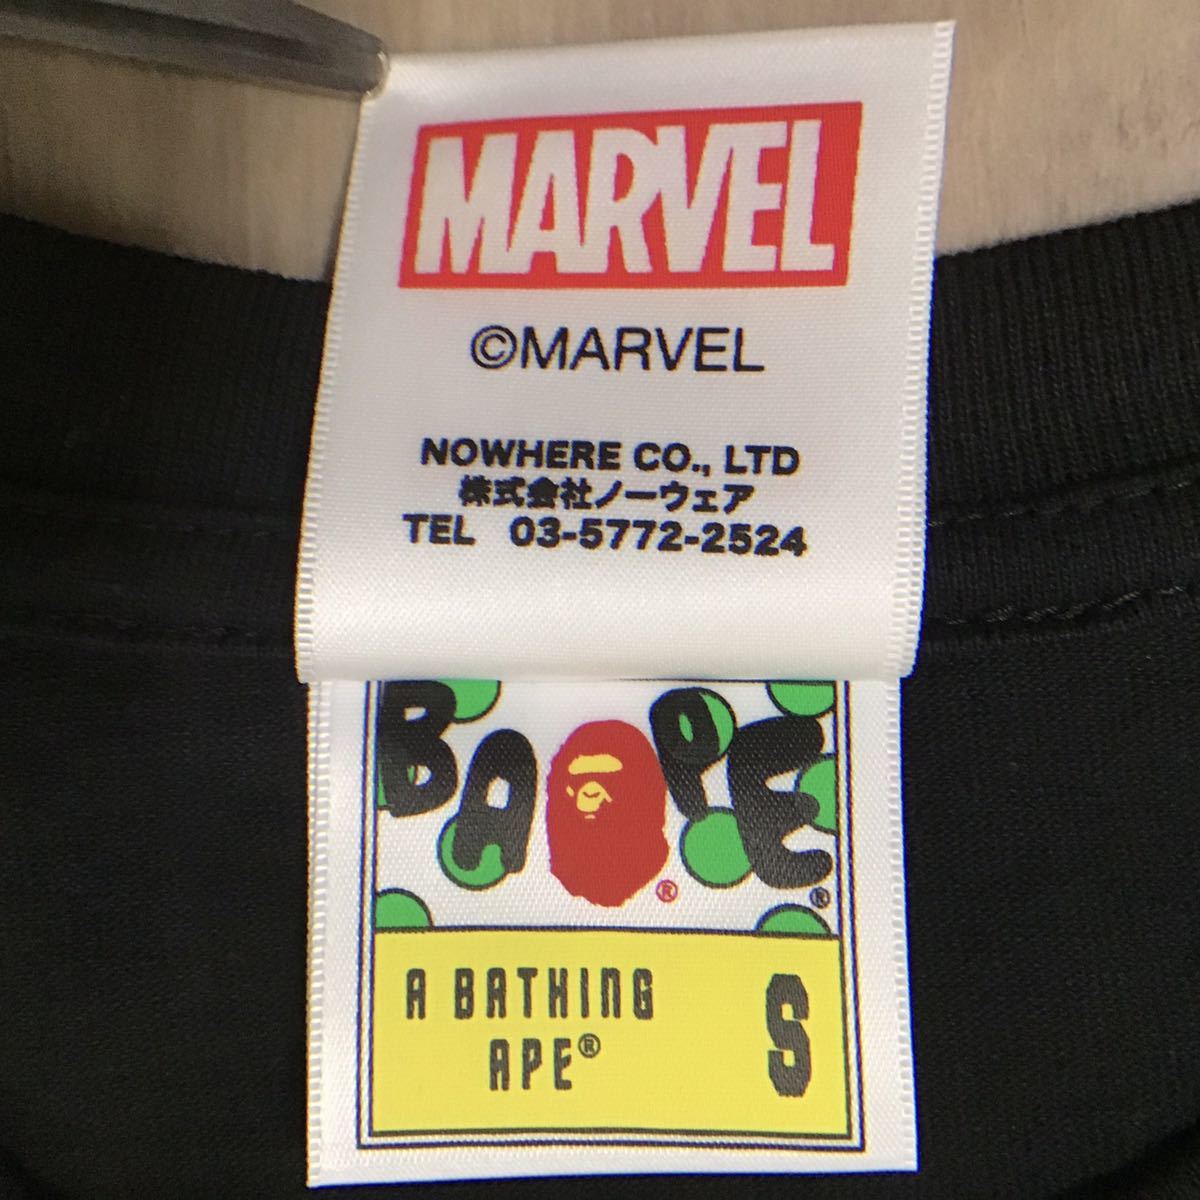 MARVEL
©MARVEL
NOWHERE CO., LTD
株式会社ノーウェア
TEL 03-5772-2524
BAPE
®
®
A BATHING
APE®
S